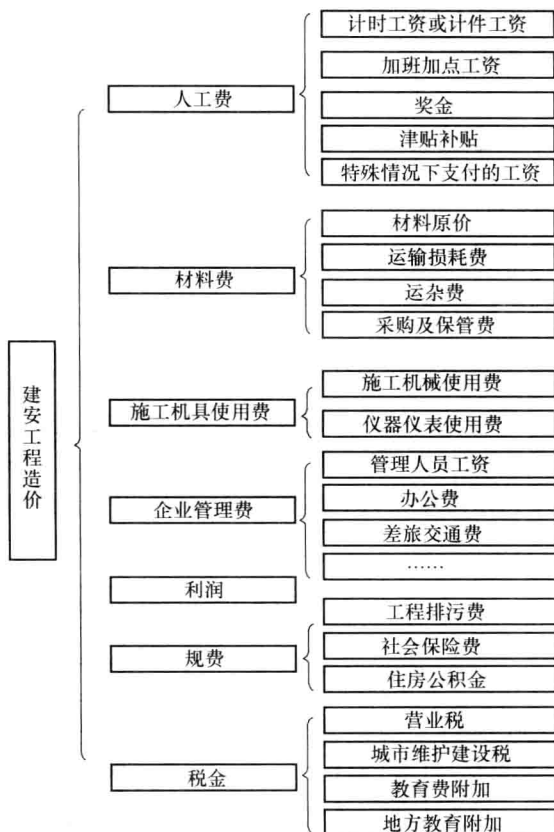 建安工程造价
人工费
计时工资或计件工资
加班加点工资
奖金
津贴补贴
特殊情况下支付的工资
材料费
材料原价
运输损耗费
运杂费
采购及保管费
施工机具使用费
施工机械使用费
仪器仪表使用费
企业管理费
管理人员工资
办公费
差旅交通费
……
利润
规费
工程排污费
社会保险费
住房公积金
税金
营业税
城市维护建设税
教育费附加
地方教育附加